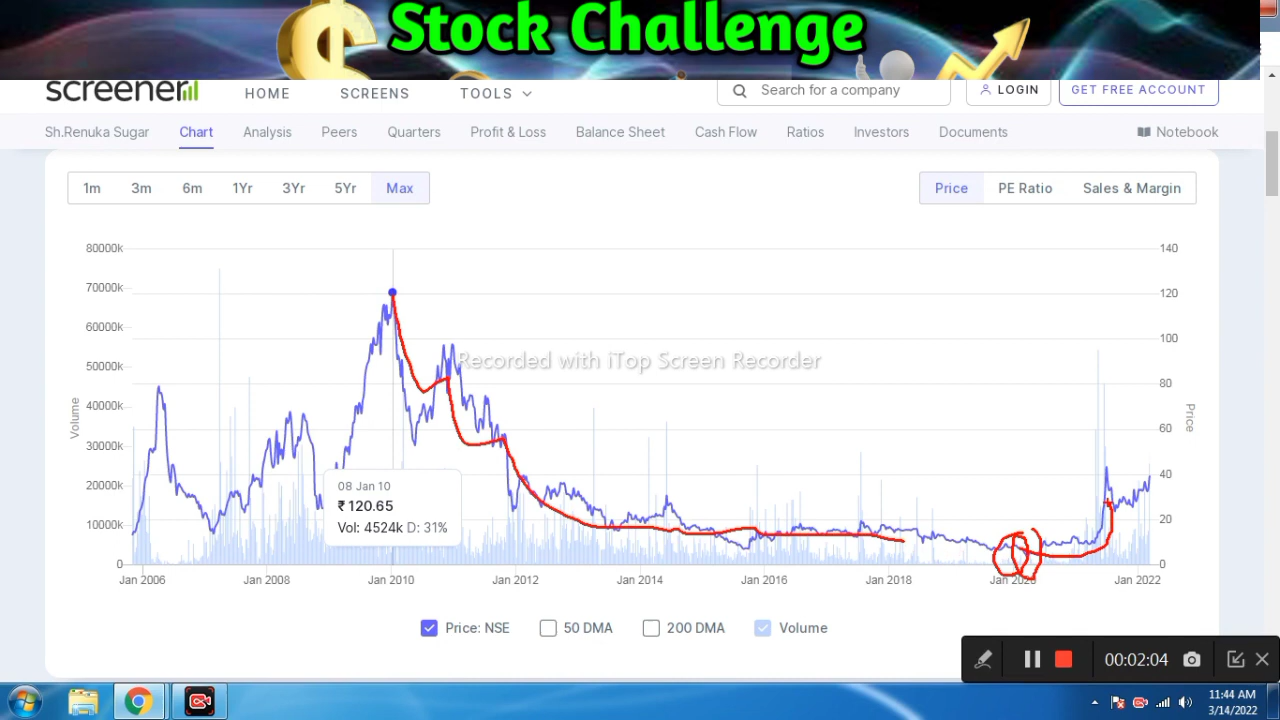 Stock Challenge
screener
HOME SCREENS TOOLS
Search for a company
LOGIN GET FREE ACCOUNT
Sh.Renuka Sugar Chart Analysis Peers Quarters Profit & Loss Balance Sheet Cash Flow Ratios Investors Documents Notebook
1m 3m 6m 1Yr 3Yr 5Yr Max Price PE Ratio Sales & Margin
80000k 140
70000k 120
60000k 100
50000k 80
40000k 60
30000k 40
20000k 20
10000k 0
0
Volume
Price
Recorded with iTop Screen Recorder
08 Jan 10
₹ 120.65
Vol: 4524k D: 31%
Jan 2006 Jan 2008 Jan 2010 Jan 2012 Jan 2014 Jan 2016 Jan 2018 Jan 2020 Jan 2022
Price: NSE 50 DMA 200 DMA Volume
00:02:04
11:44 AM
3/14/2022